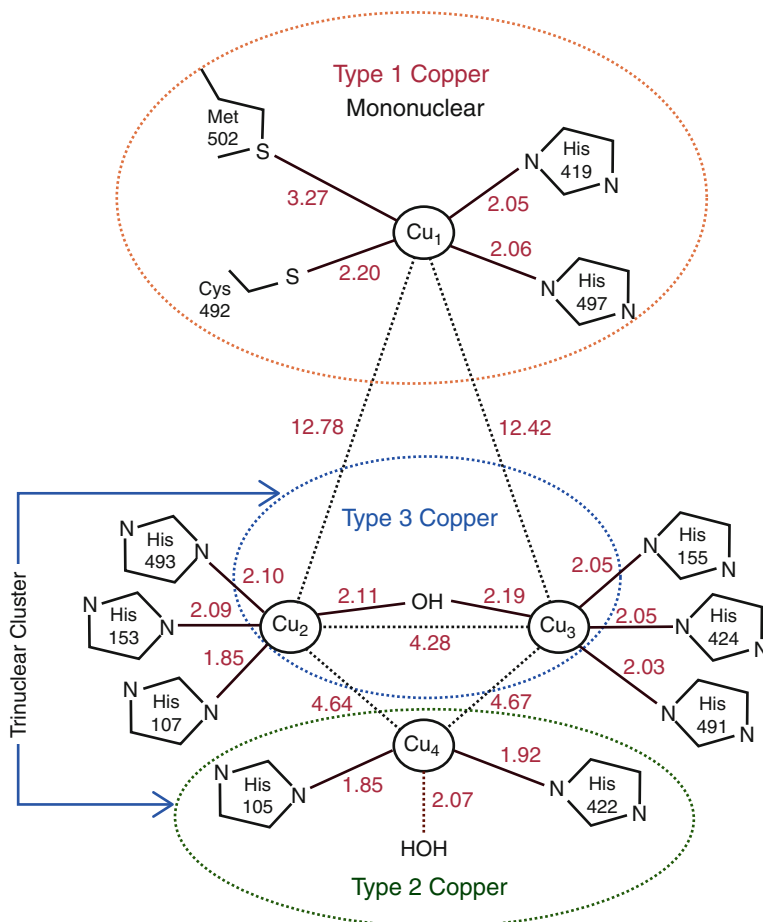 Type 1 Copper
Mononuclear
Met
502
S
N
His
419
N
3.27
2.05
Cu1
2.06
S
2.20
Cys
492
N
His
497
N
12.78
12.42
Type 3 Copper
Trinuclear Cluster
N
His
493
N
2.10
2.05
N
His
155
N
2.11
OH
2.19
N
His
153
N
2.09
Cu2
4.28
Cu3
2.05
N
His
424
N
1.85
2.03
N
His
107
N
4.64
4.67
N
His
491
N
Cu4
N
His
105
N
1.85
1.92
2.07
N
His
422
N
HOH
Type 2 Copper